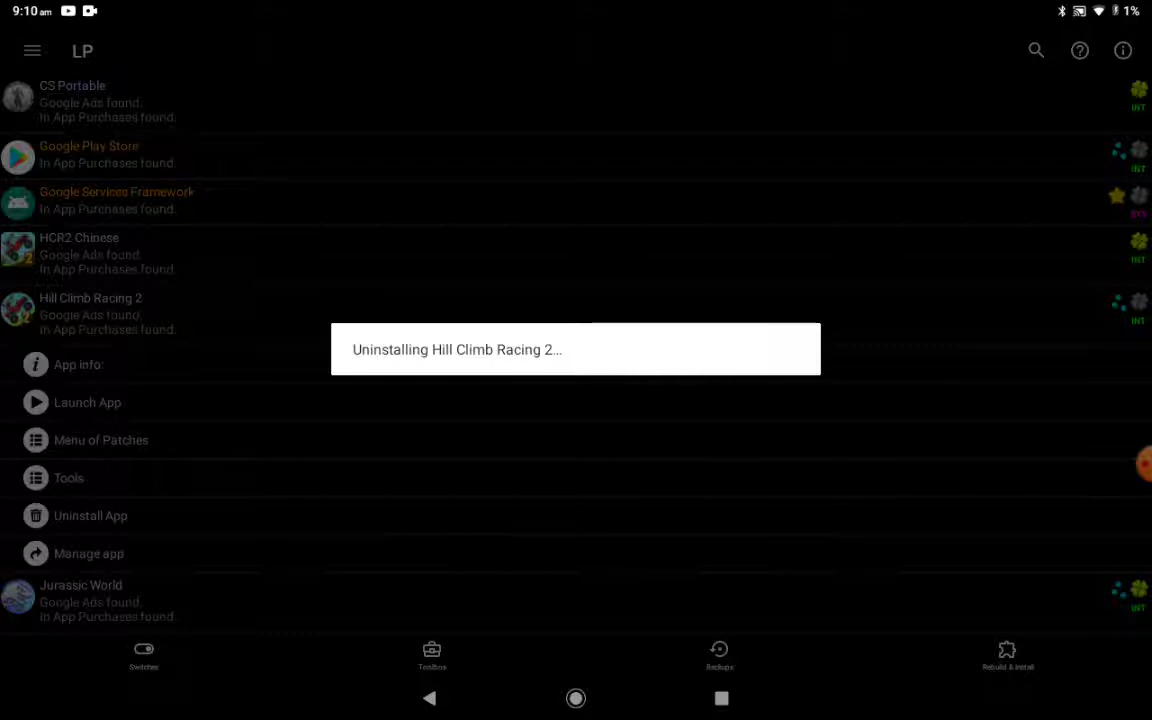 9:10 am
1%
LP
CS Portable
Google Ads found.
In App Purchases found.
INT
Google Play Store
In App Purchases found.
INT
Google Services Framework
In App Purchases found.
SYS
HCR2 Chinese
Google Ads found.
In App Purchases found.
INT
Hill Climb Racing 2
Google Ads found.
In App Purchases found.
INT
Uninstalling Hill Climb Racing 2...
App info:
Launch App
Menu of Patches
Tools
Uninstall App
Manage app
Jurassic World
Google Ads found.
In App Purchases found.
INT
Switches
Toolbox
Backups
Rebuild & Install